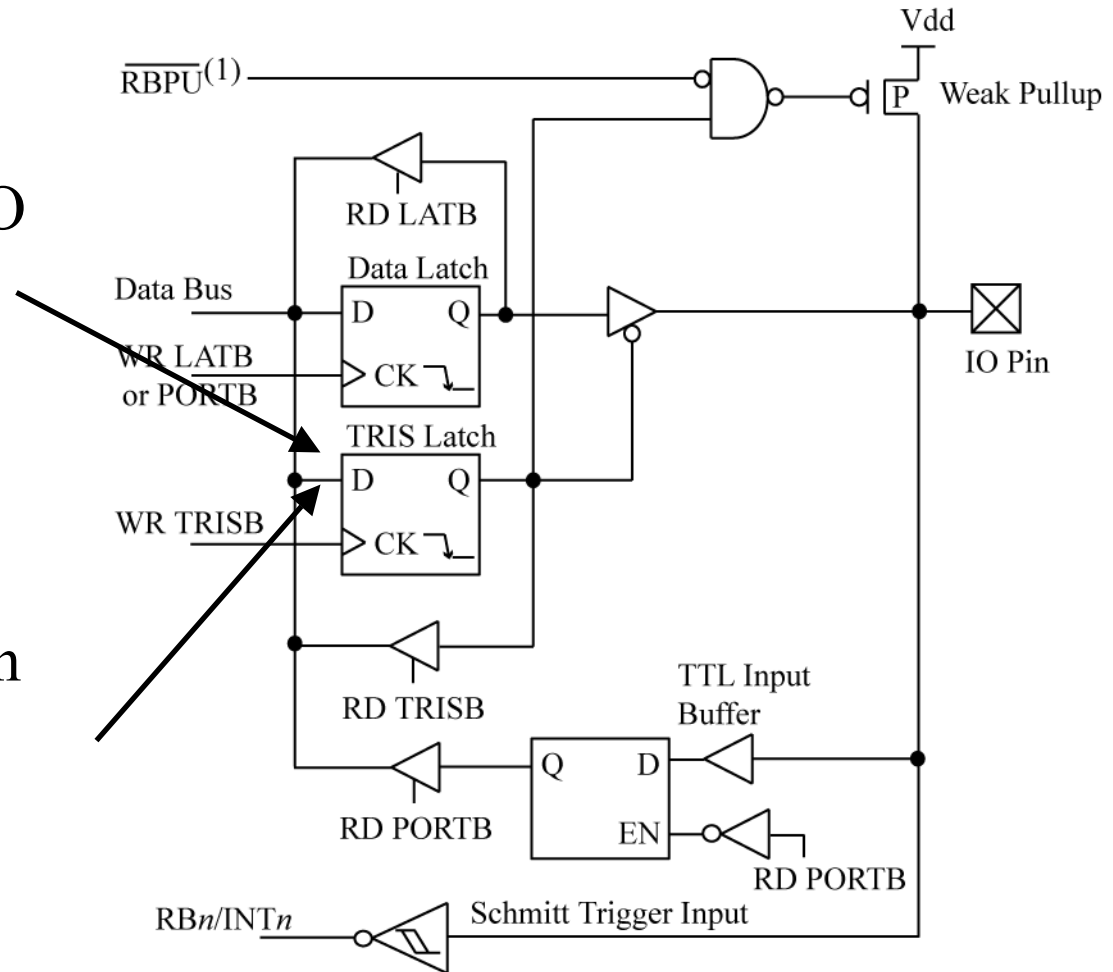 Vdd
RBPU(1)
P
Weak Pullup
O
RD LATB
Data Latch
Data Bus
D
Q
WR LATB
or PORTB
CK
IO Pin
TRIS Latch
D
Q
WR TRISB
CK
RD TRISB
TTL Input
Buffer
Q
D
RD PORTB
EN
RD PORTB
RBn/INTn
Schmitt Trigger Input